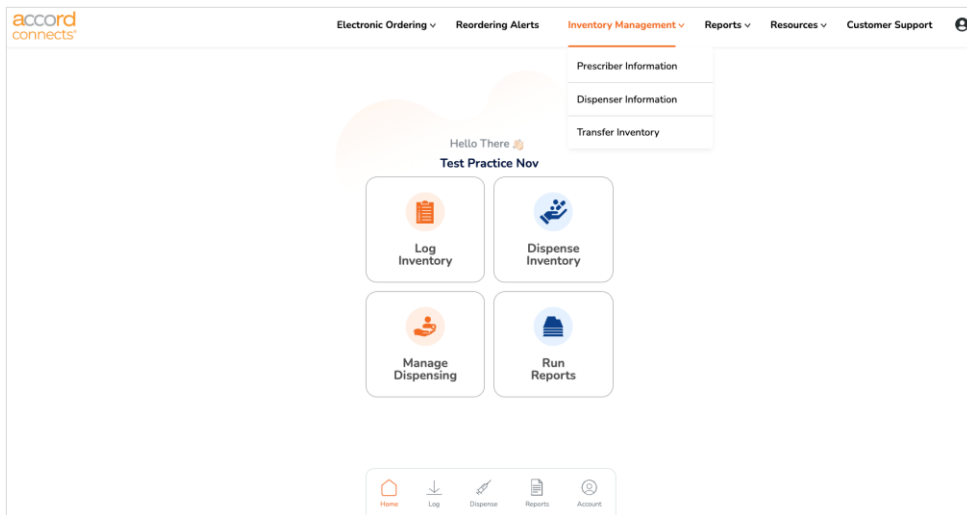 accord
connects®
Electronic Ordering
Reordering Alerts
Inventory Management
Reports
Resources
Customer Support
Prescriber Information
Dispenser Information
Transfer Inventory
Hello There
Test Practice Nov
Log
Inventory
Dispense
Inventory
Manage
Dispensing
Run
Reports
Home
Log
Dispense
Reports
Account